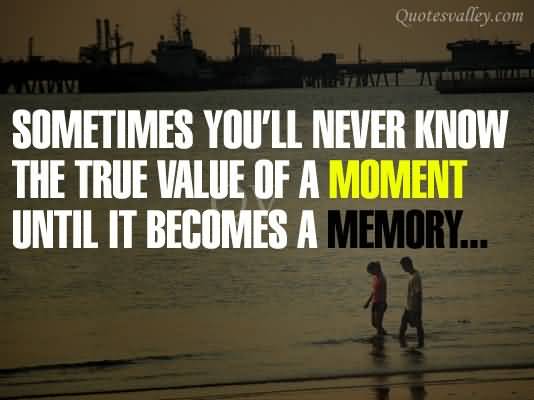 Quotesvalley.com
SOMETIMES YOU'LL NEVER KNOW
THE TRUE VALUE OF A MOMENT
UNTIL IT BECOMES A MEMORY...